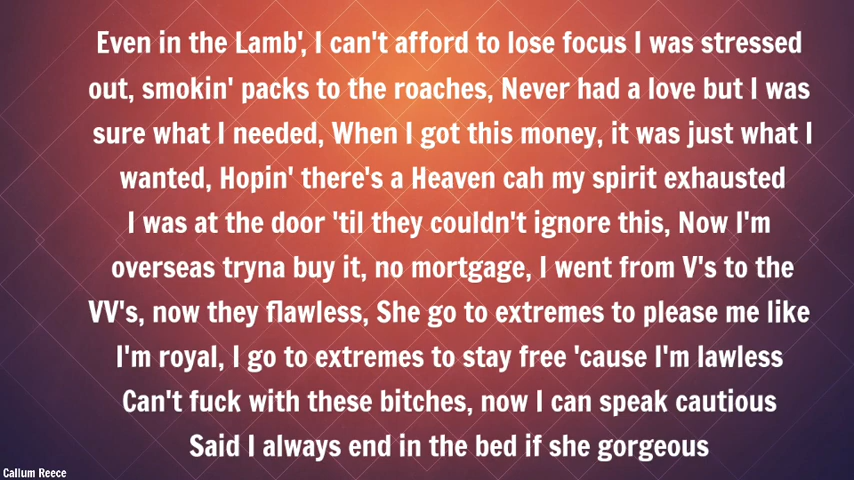 Even in the Lamb', I can't afford to lose focus I was stressed
out, smokin' packs to the roaches, Never had a love but I was
sure what I needed, When I got this money, it was just what I
wanted, Hopin' there's a Heaven cah my spirit exhausted
I was at the door 'til they couldn't ignore this, Now I'm
overseas tryna buy it, no mortgage, I went from V's to the
VV's, now they flawless, She go to extremes to please me like
I'm royal, I go to extremes to stay free 'cause I'm lawless
Can't fuck with these bitches, now I can speak cautious
Said I always end in the bed if she gorgeous
Callum Reece